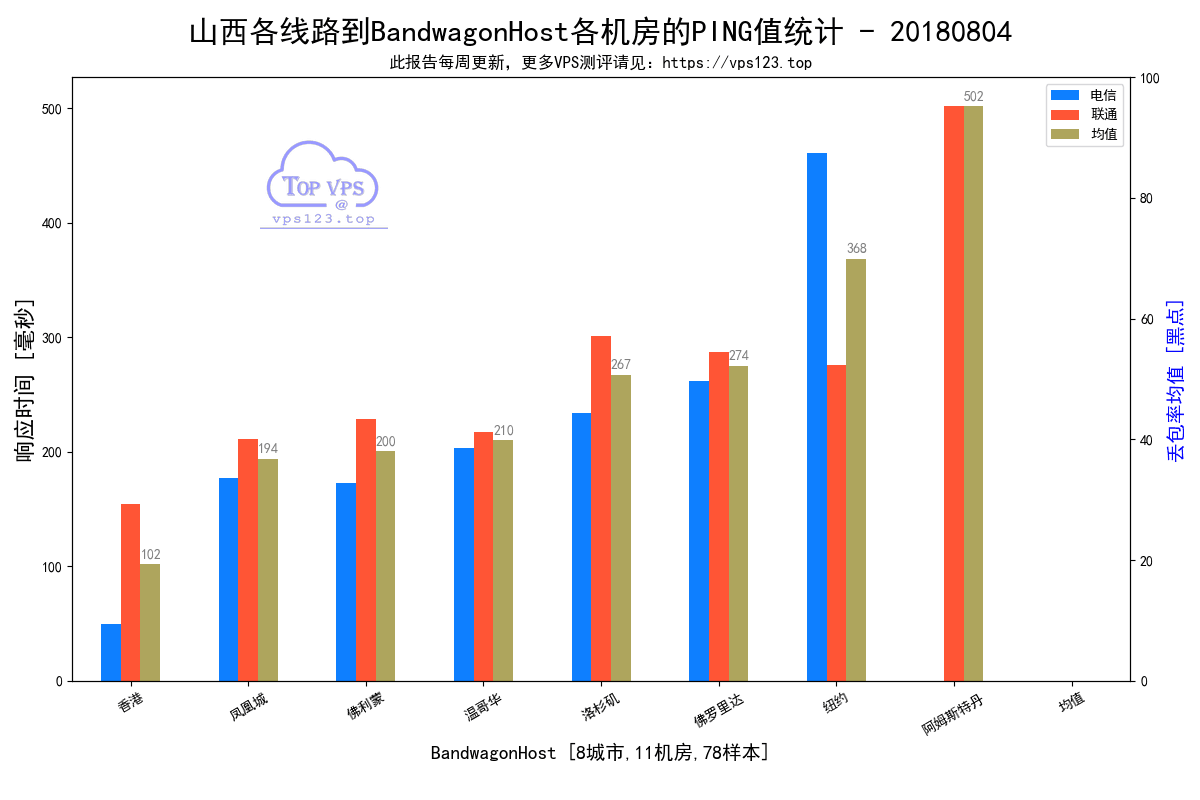 山西各线路到BandwagonHost各机房的PING值统计 - 20180804
此报告每周更新，更多VPS测评请见：https://vps123.top
电信
联通
均值
TOP VPS
@
vps123.top
响应时间 [毫秒]
丢包率均值 [黑点]
500
400
300
200
100
0
100
80
60
40
20
0
102
194
200
210
267
274
368
502
香港
凤凰城
佛利蒙
温哥华
洛杉矶
佛罗里达
纽约
阿姆斯特丹
均值
BandwagonHost [8城市,11机房,78样本]